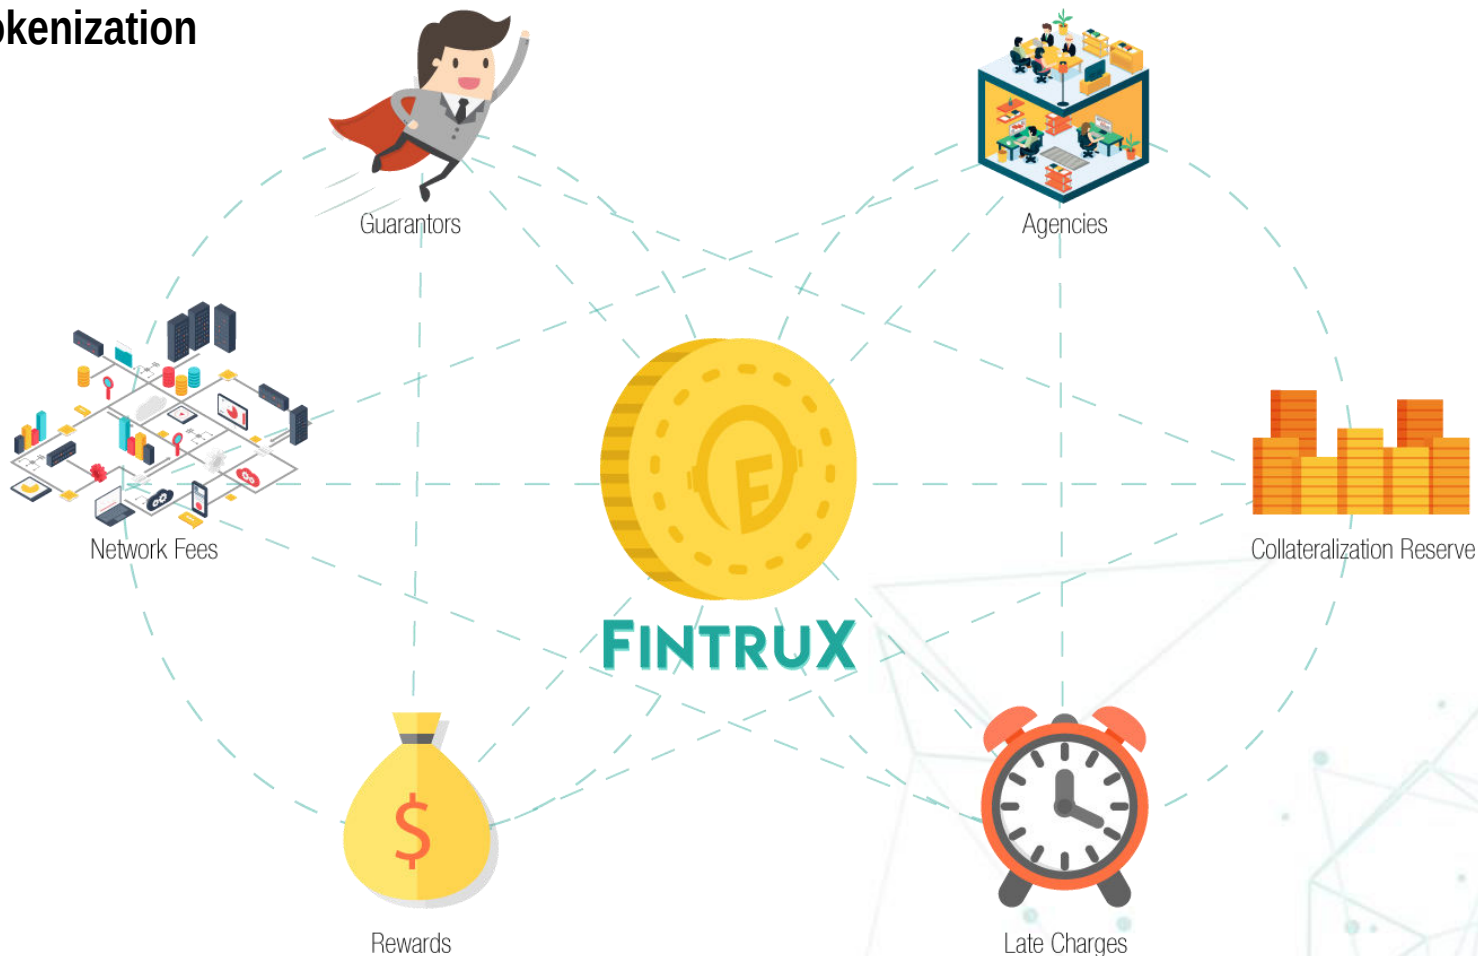 okenization
Guarantors
Agencies
Network Fees
Collateralization Reserve
FINTRUX
$
Rewards
Late Charges